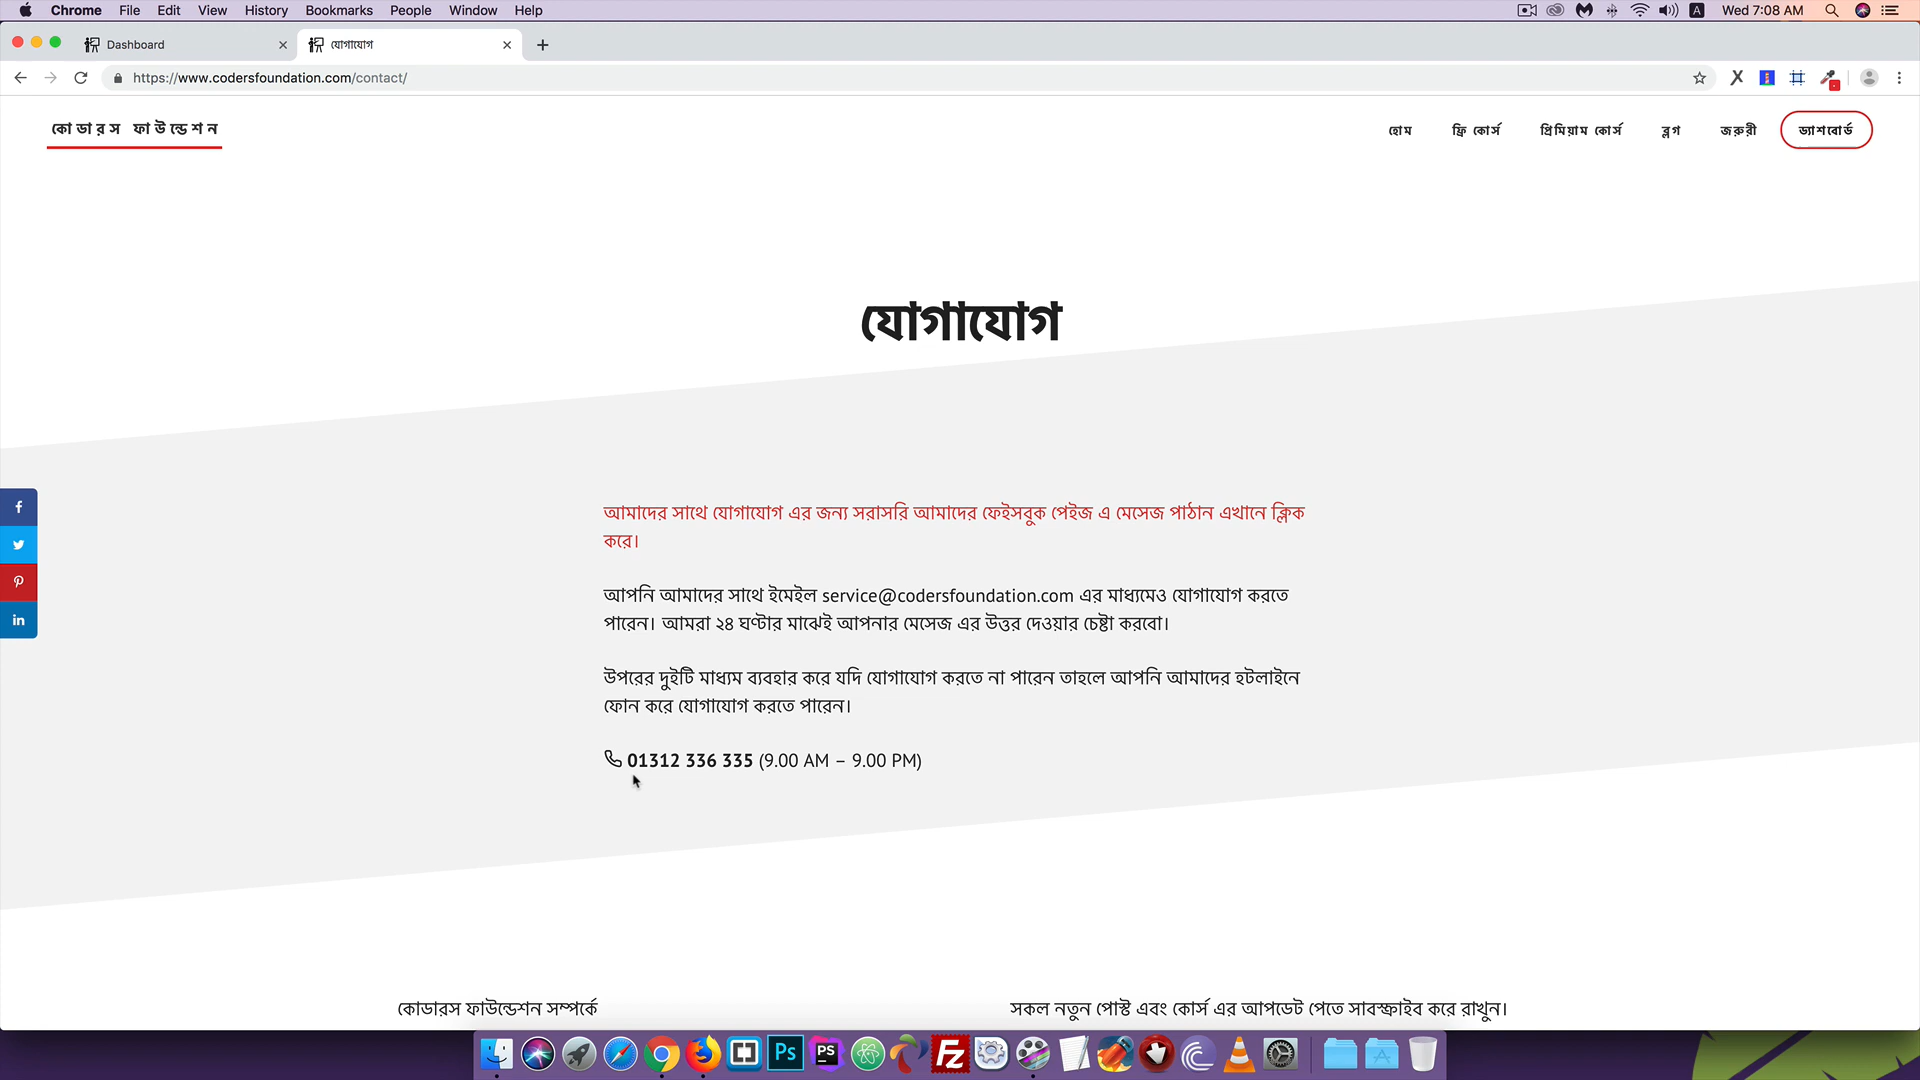 Chrome File Edit View History Bookmarks People Window Help
A Wed 7:08 AM
Dashboard
যোগাযোগ
https://www.codersfoundation.com/contact/
কোডারস ফাউন্ডেশন
হোম ফ্রি কোর্স প্রিমিয়াম কোর্স ব্লগ জরুরী ড্যাশবোর্ড
যোগাযোগ
আমাদের সাথে যোগাযোগ এর জন্য সরাসরি আমাদের ফেইসবুক পেইজ এ মেসেজ পাঠান এখানে ক্লিক
করে।
আপনি আমাদের সাথে ইমেইল service@codersfoundation.com এর মাধ্যমেও যোগাযোগ করতে
পারেন। আমরা ২৪ ঘণ্টার মাঝেই আপনার মেসেজ এর উত্তর দেওয়ার চেষ্টা করবো।
উপরের দুইটি মাধ্যম ব্যবহার করে যদি যোগাযোগ করতে না পারেন তাহলে আপনি আমাদের হটলাইনে
ফোন করে যোগাযোগ করতে পারেন।
01312 336 335 (9.00 AM – 9.00 PM)
কোডারস ফাউন্ডেশন সম্পর্কে
সকল নতুন পোস্ট এবং কোর্স এর আপডেট পেতে সাবস্ক্রাইব করে রাখুন।
Ps
PS
Fz